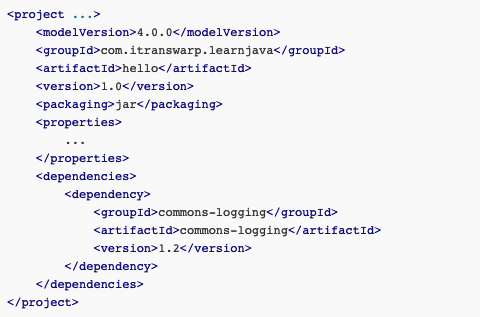 <project ...>
    <modelVersion>4.0.0</modelVersion>
    <groupId>com.itranswarp.learnjava</groupId>
    <artifactId>hello</artifactId>
    <version>1.0</version>
    <packaging>jar</packaging>
    <properties>
        ...
    </properties>
    <dependencies>
        <dependency>
            <groupId>commons-logging</groupId>
            <artifactId>commons-logging</artifactId>
            <version>1.2</version>
        </dependency>
    </dependencies>
</project>